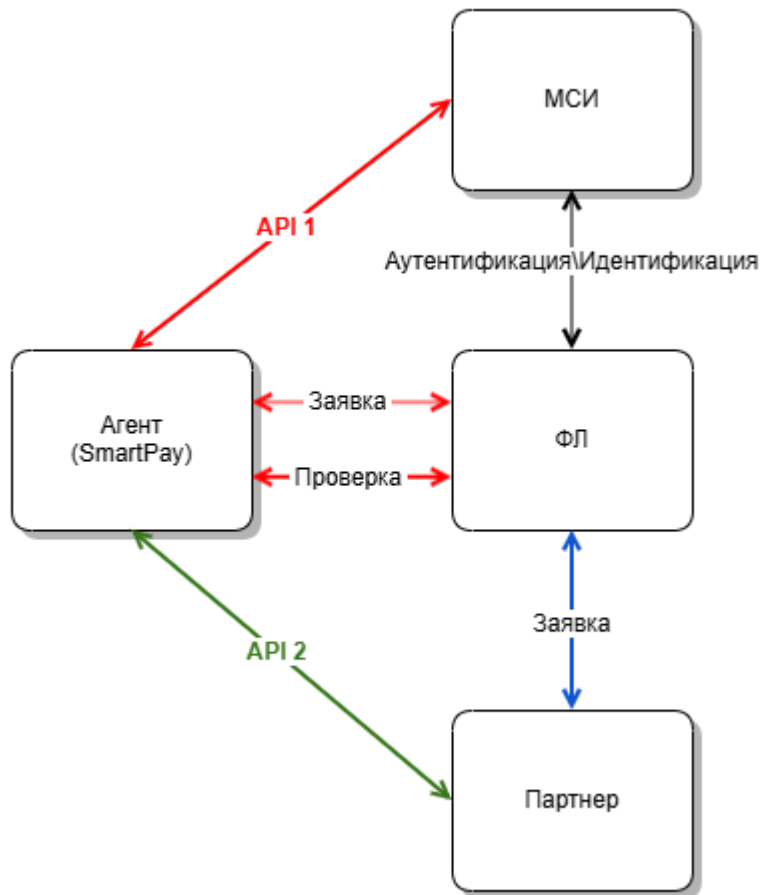 МСИ
API 1
Аутентификация\Идентификация
Агент
(SmartPay)
Заявка
ФЛ
Проверка
Заявка
API 2
Партнер